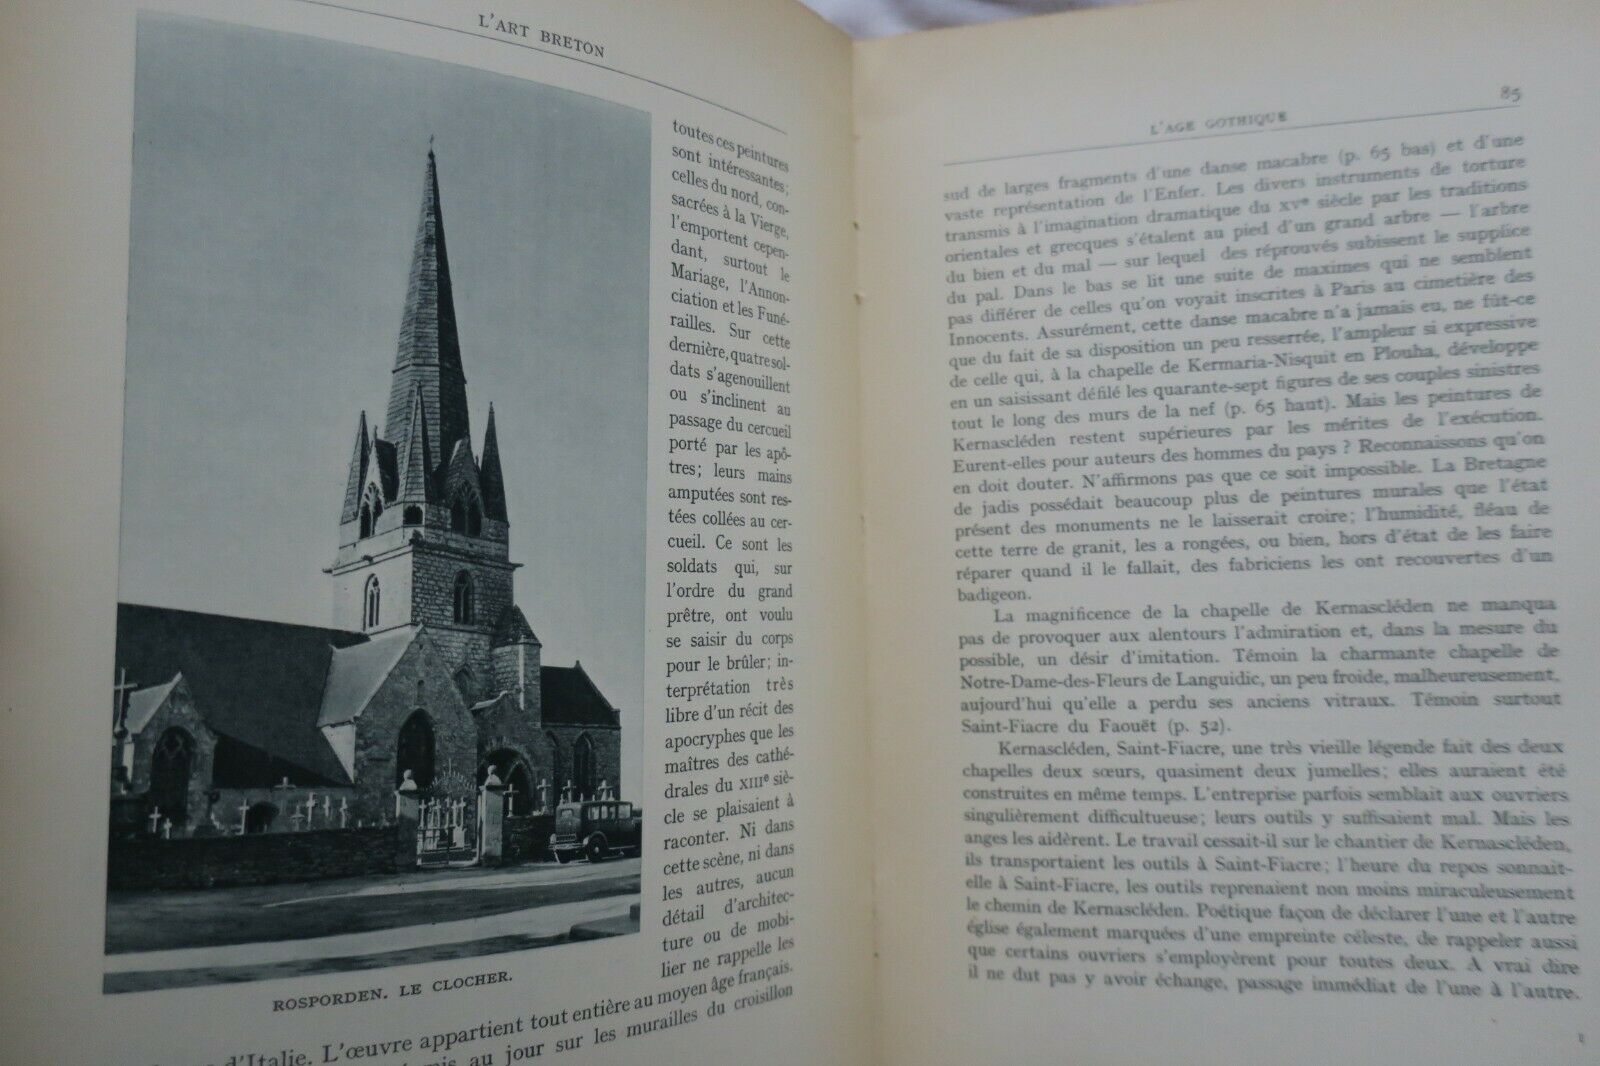 L'ART BRETON
toutes ces peintures
sont intéressantes;
celles du nord, con-
sacrées à la Vierge,
l'emportent cepen-
dant, surtout le
Mariage, l'Annon-
ciation et les Funé-
railles. Sur cette
dernière, quatre sol-
dats s'agenouillent
ou s'inclinent au
passage du cercueil
porté par les apô-
tres; leurs mains
amputées sont res-
tées collées au cer-
cueil. Ce sont les
soldats qui, sur
l'ordre du grand
prêtre, ont voulu
se saisir du corps
pour le brûler; in-
terprétation très
libre d'un récit des
apocryphes que les
maîtres des cathé-
drales du XIIIe siè-
cle se plaisaient à
raconter. Ni dans
cette scène, ni dans
les autres, aucun
détail d'architec-
ture ou de mobi-
lier ne rappelle les
ROSPORDEN. LE CLOCHER.
d'Italie. L'œuvre appartient tout entière au moyen âge français.
au jour sur les murailles du croisillon
85
L'AGE GOTHIQUE
sud de larges fragments d'une danse macabre (p. 65 bas) et d'une
vaste représentation de l'Enfer. Les divers instruments de torture
transmis à l'imagination dramatique du XVe siècle par les traditions
orientales et grecques s'étalent au pied d'un grand arbre — l'arbre
du bien et du mal — sur lequel des réprouvés subissent le supplice
du pal. Dans le bas se lit une suite de maximes qui ne semblent
pas différer de celles qu'on voyait inscrites à Paris au cimetière des
Innocents. Assurément, cette danse macabre n'a jamais eu, ne fût-ce
que du fait de sa disposition un peu resserrée, l'ampleur si expressive
de celle qui, à la chapelle de Kermaria-Nisquit en Plouha, développe
en un saisissant défilé les quarante-sept figures de ses couples sinistres
tout le long des murs de la nef (p. 65 haut). Mais les peintures de
Kernascléden restent supérieures par les mérites de l'exécution.
Eurent-elles pour auteurs des hommes du pays ? Reconnaissons qu'on
en doit douter. N'affirmons pas que ce soit impossible. La Bretagne
de jadis possédait beaucoup plus de peintures murales que l'état
présent des monuments ne le laisserait croire; l'humidité, fléau de
cette terre de granit, les a rongées, ou bien, hors d'état de les faire
réparer quand il le fallait, des fabriciens les ont recouvertes d'un
badigeon.
La magnificence de la chapelle de Kernascléden ne manqua
pas de provoquer aux alentours l'admiration et, dans la mesure du
possible, un désir d'imitation. Témoin la charmante chapelle de
Notre-Dame-des-Fleurs de Languidic, un peu froide, malheureusement,
aujourd'hui qu'elle a perdu ses anciens vitraux. Témoin surtout
Saint-Fiacre du Faouët (p. 52).
Kernascléden, Saint-Fiacre, une très vieille légende fait des deux
chapelles deux sœurs, quasiment deux jumelles; elles auraient été
construites en même temps. L'entreprise parfois semblait aux ouvriers
singulièrement difficultueuse; leurs outils y suffisaient mal. Mais les
anges les aidèrent. Le travail cessait-il sur le chantier de Kernascléden,
ils transportaient les outils à Saint-Fiacre; l'heure du repos sonnait-
elle à Saint-Fiacre, les outils reprenaient non moins miraculeusement
le chemin de Kernascléden. Poétique façon de déclarer l'une et l'autre
église également marquées d'une empreinte céleste, de rappeler aussi
que certains ouvriers s'employèrent pour toutes deux. A vrai dire
il ne dut pas y avoir échange, passage immédiat de l'une à l'autre.